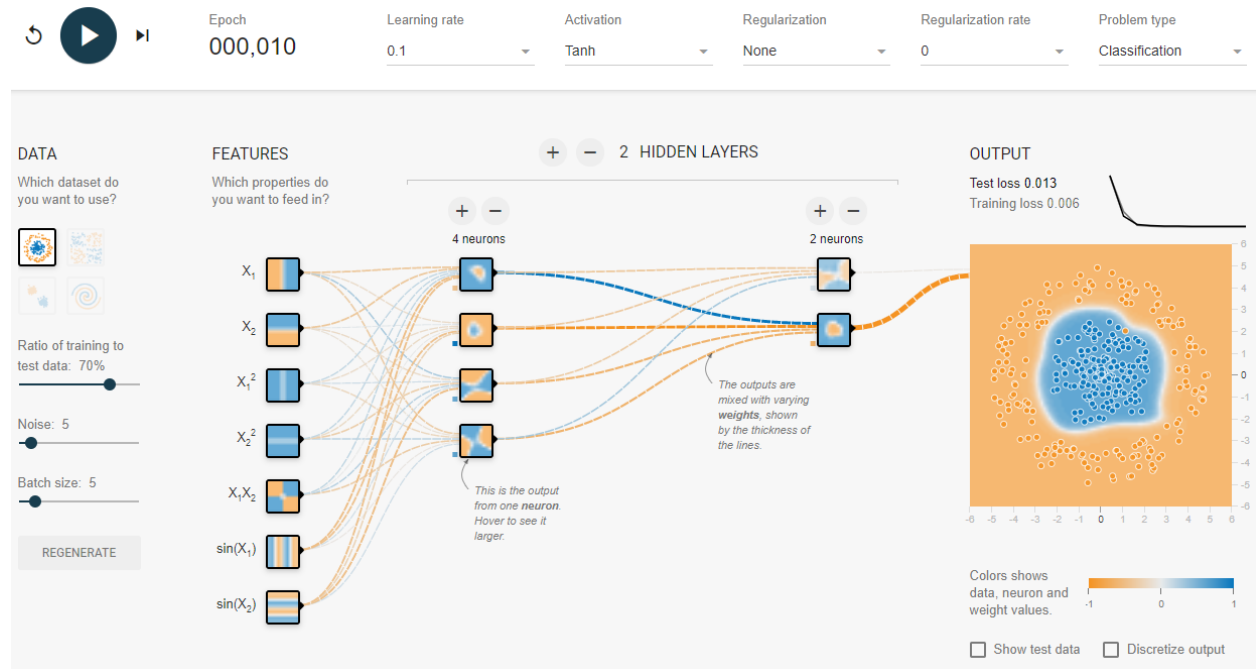 Epoch
000,010
Learning rate
0.1
Activation
Tanh
Regularization
None
Regularization rate
0
Problem type
Classification
DATA
Which dataset do
you want to use?
Ratio of training to
test data: 70%
Noise: 5
Batch size: 5
REGENERATE
FEATURES
Which properties do
you want to feed in?
X₁
X₂
X₁²
X₂²
X₁X₂
sin(X₁)
sin(X₂)
+ − 2 HIDDEN LAYERS
+ −
4 neurons
+ −
2 neurons
This is the output
from one neuron.
Hover to see it
larger.
The outputs are
mixed with varying
weights, shown
by the thickness of
the lines.
OUTPUT
Test loss 0.013
Training loss 0.006
6
5
4
3
2
1
0
-1
-2
-3
-4
-5
-6
-6 -5 -4 -3 -2 -1 0 1 2 3 4 5 6
Colors shows
data, neuron and
weight values.
-1 0 1
Show test data
Discretize output